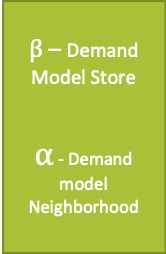 β – Demand
Model Store
α - Demand
model
Neighborhood